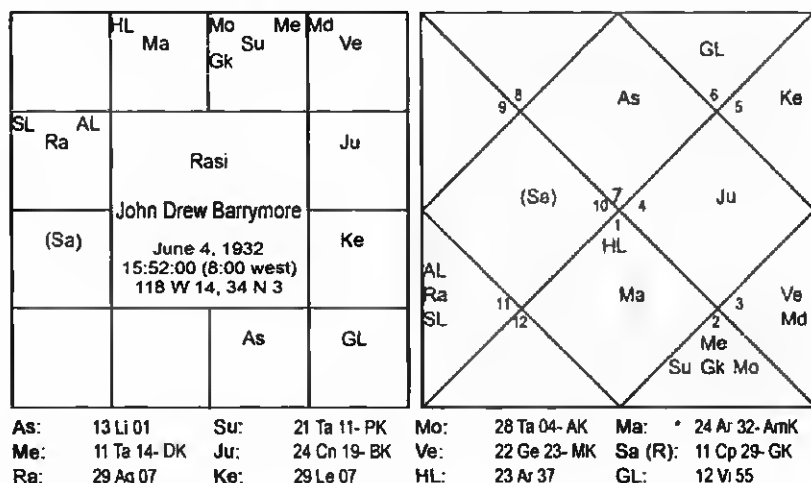 HL Mo Me Md
Ma Su Ve
Gk
SL AL
Ra
Rasi
Ju
John Drew Barrymore
(Sa)
June 4, 1932
15:52:00 (8:00 west)
118 W 14, 34 N 3
Ke
As GL
GL
8 As 6
9 5 Ke
(Sa) 7 Ju
10 4
1
HL
AL
Ra 11 Ma 3 Ve
SL 12 2 Md
Me
Su Gk Mo
As: 13 Li 01 Su: 21 Ta 11- PK Mo: 28 Ta 04- AK Ma: 24 Ar 32- AmK
Me: 11 Ta 14- DK Ju: 24 Cn 19- BK Ve: 22 Ge 23- MK Sa (R): 11 Cp 29- GK
Ra: 29 Aq 07 Ke: 29 Le 07 HL: 23 Ar 37 GL: 12 Vi 55